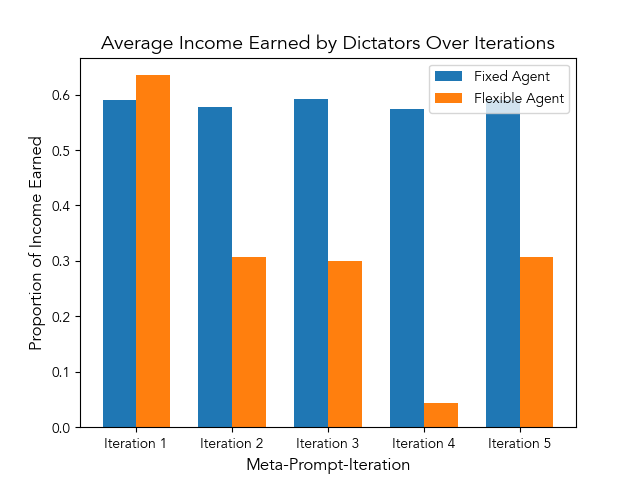 Average Income Earned by Dictators Over Iterations
Fixed Agent
Flexible Agent
Proportion of Income Earned
0.6
0.5
0.4
0.3
0.2
0.1
0.0
Iteration 1 Iteration 2 Iteration 3 Iteration 4 Iteration 5
Meta-Prompt-Iteration